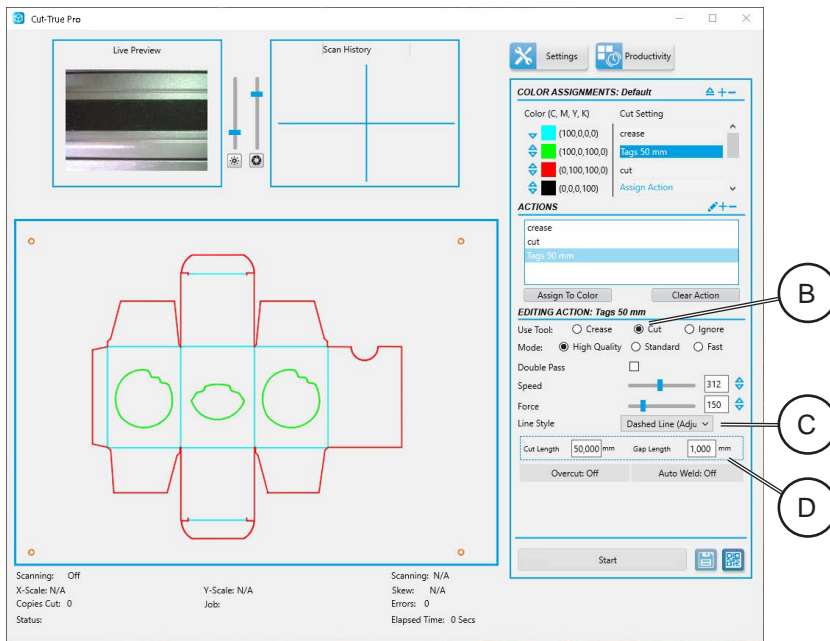 Cut-True Pro
Live Preview
Scan History
Settings
Productivity
COLOR ASSIGNMENTS: Default
Color (C, M, Y, K) Cut Setting
(100,0,0,0) crease
(100,0,100,0) Tags 50 mm
(0,100,100,0) cut
(0,0,0,100) Assign Action
ACTIONS
crease
cut
Tags 50 mm
Assign To Color Clear Action
EDITING ACTION: Tags 50 mm
Use Tool: Crease Cut Ignore
Mode: High Quality Standard Fast
Double Pass
Speed 312
Force 150
Line Style Dashed Line (Adju
Cut Length 50,000 mm Gap Length 1,000 mm
Overcut: Off Auto Weld: Off
Start
B
C
D
Scanning: Off Scanning: N/A
X-Scale: N/A Y-Scale: N/A Skew: N/A
Copies Cut: 0 Job: Errors: 0
Status: Elapsed Time: 0 Secs